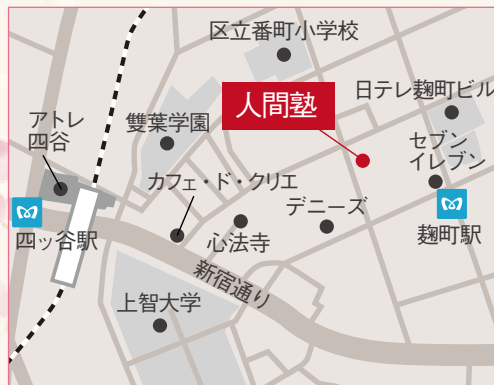 区立番町小学校
人間塾
日テレ麹町ビル
アトレ
四谷
雙葉学園
セブン
イレブン
カフェ・ド・クリエ
デニーズ
四ッ谷駅
心法寺
麹町駅
新宿通り
上智大学